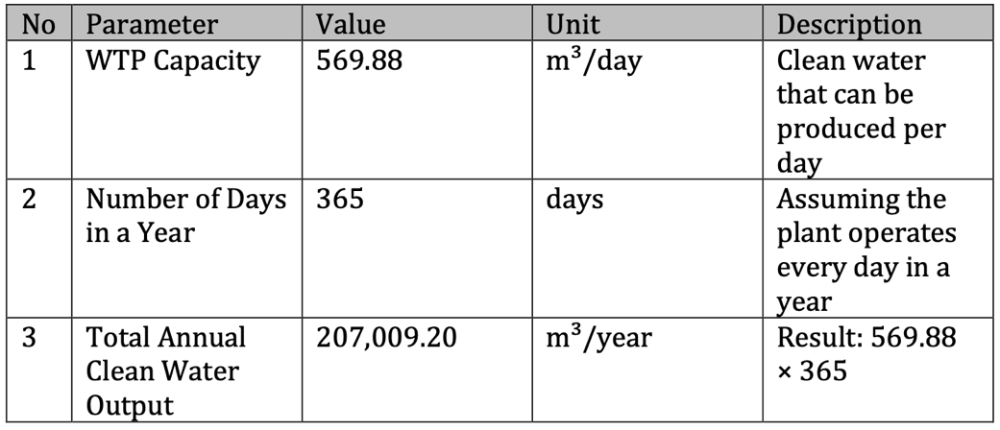 No Parameter Value Unit Description
1 WTP Capacity 569.88 m³/day Clean water
that can be
produced per
day
2 Number of Days 365 days Assuming the
in a Year plant operates
every day in a
year
3 Total Annual 207,009.20 m³/year Result: 569.88
Clean Water × 365
Output